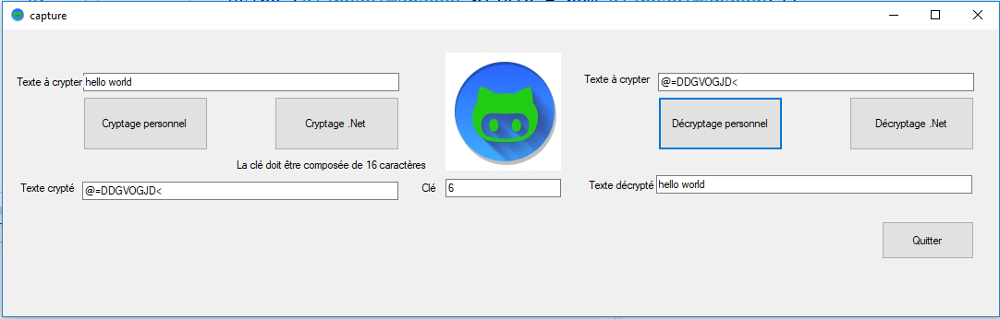 capture
Texte à crypter hello world
Cryptage personnel Cryptage .Net
La clé doit être composée de 16 caractères
Texte crypté @=DDGVOGJD<
Clé 6
Texte à crypter @=DDGVOGJD<
Décryptage personnel Décryptage .Net
Texte décrypté hello world
Quitter